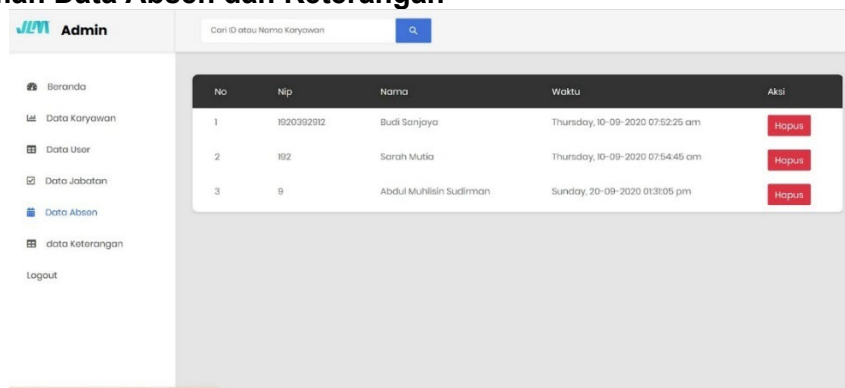 Data Absen dan Keterangan
JLM Admin
Cari ID atau Nama Karyawan
Beranda
Data Karyawan
Data User
Data Jabatan
Data Absen
data Keterangan
Logout
No Nip Nama Waktu Aksi
1 1920392912 Budi Sanjaya Thursday, 10-09-2020 07:52:25 am Hapus
2 192 Sarah Mutia Thursday, 10-09-2020 07:54:45 am Hapus
3 9 Abdul Muhlisin Sudirman Sunday, 20-09-2020 01:31:05 pm Hapus